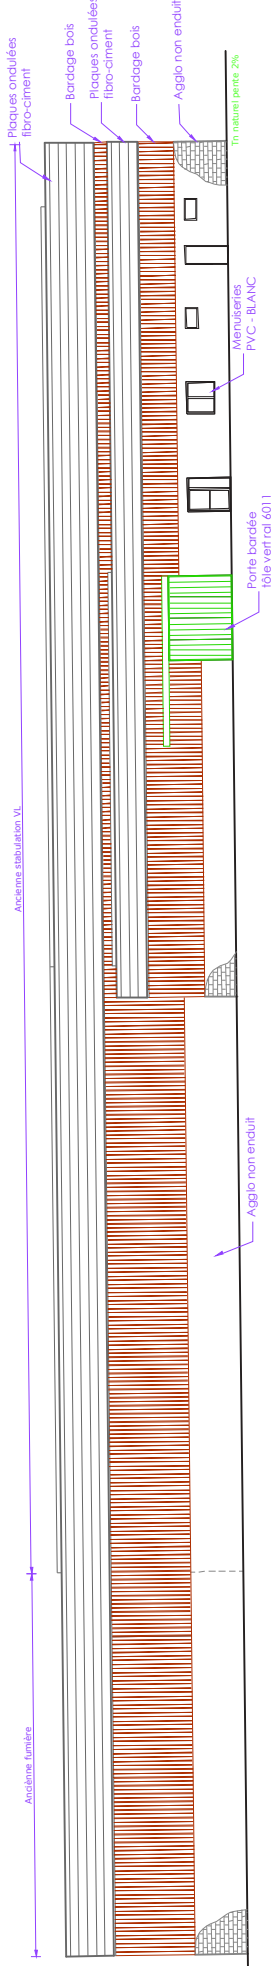 Plaques ondulées
fibro-ciment
Bardage bois
Plaques ondulées
fibro-ciment
Bardage bois
Agglo non enduit
Tn naturel pente 2%
Menuiseries
PVC - BLANC
Porte bardée
tôle vert ral 6011
Ancienne stabulation VL
Agglo non enduit
Ancienne fumière